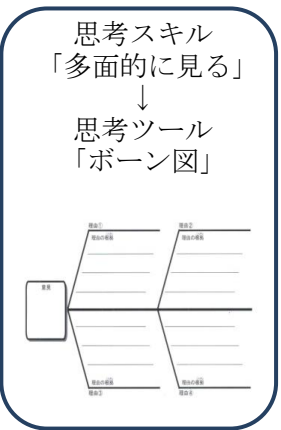 思考スキル
「多面的に見る」
↓
思考ツール
「ボーン図」
理由①
理由②
理由の根拠
理由の根拠
意見
理由の根拠
理由の根拠
理由③
理由④